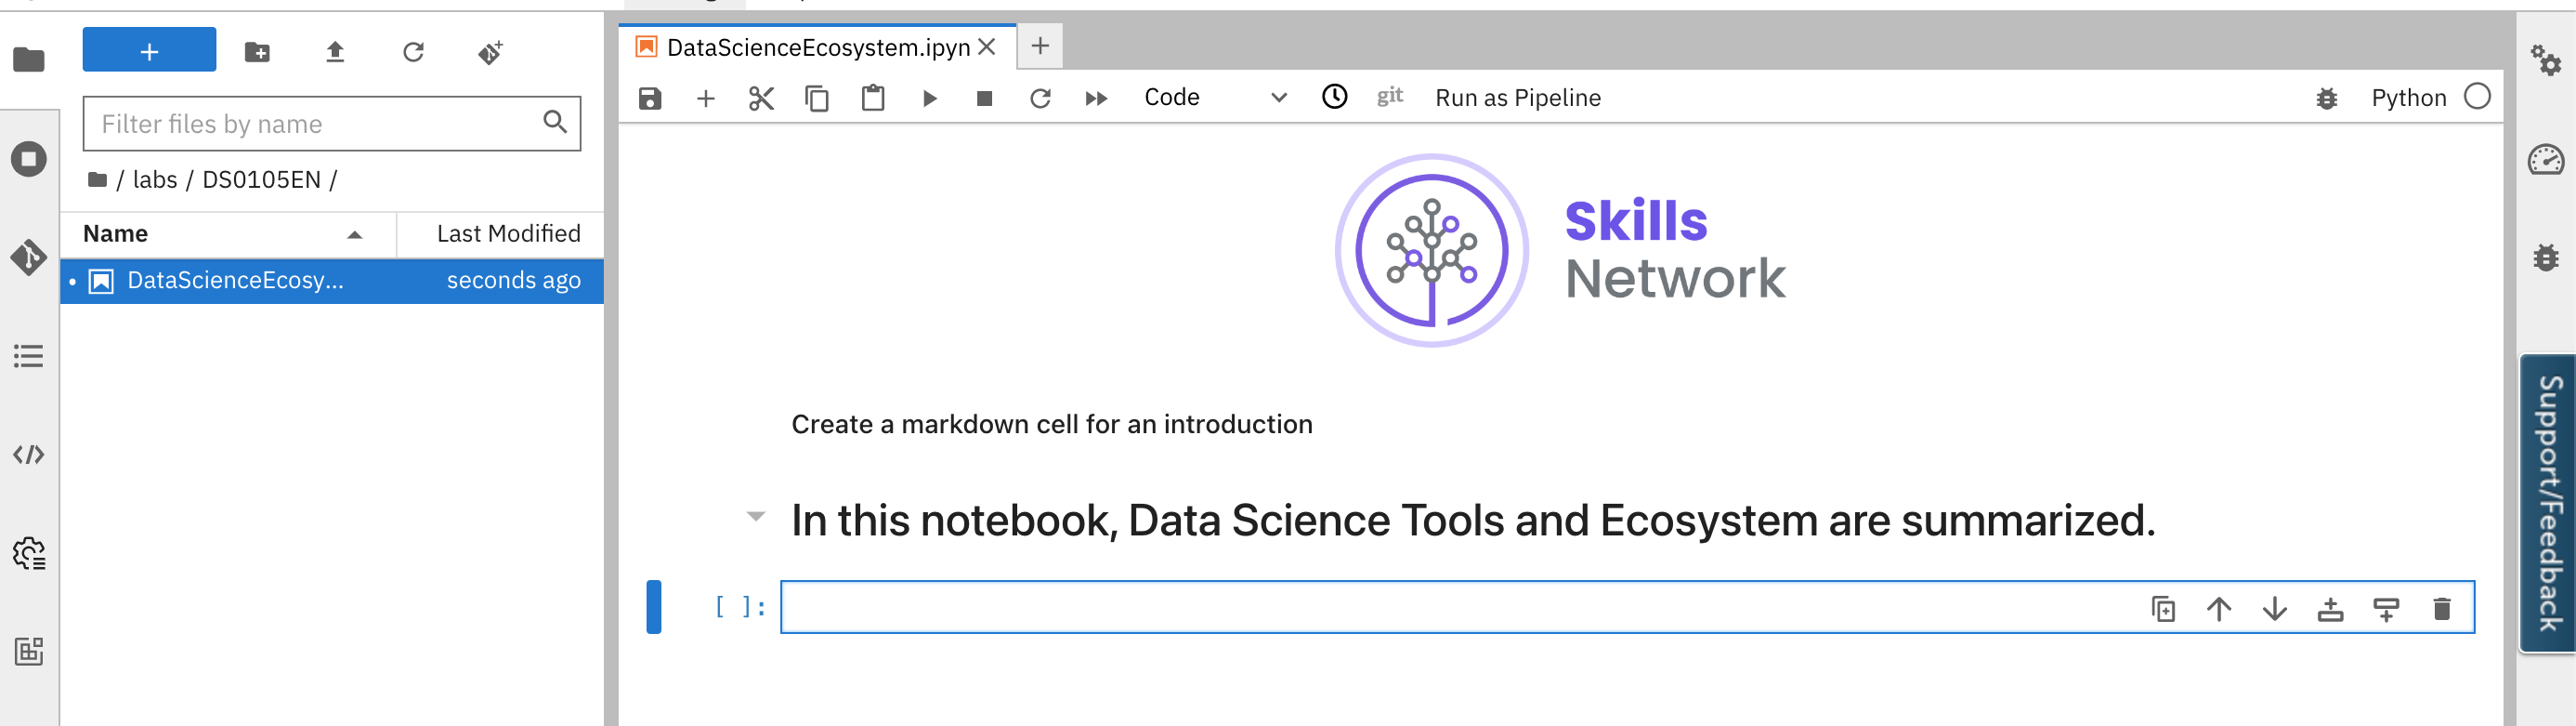 Filter files by name
/ labs / DS0105EN /
Name
Last Modified
DataScienceEcosy...
seconds ago
DataScienceEcosystem.ipyn
Code
git
Run as Pipeline
Python
Skills
Network
Create a markdown cell for an introduction
In this notebook, Data Science Tools and Ecosystem are summarized.
[ ]:
Support/Feedback